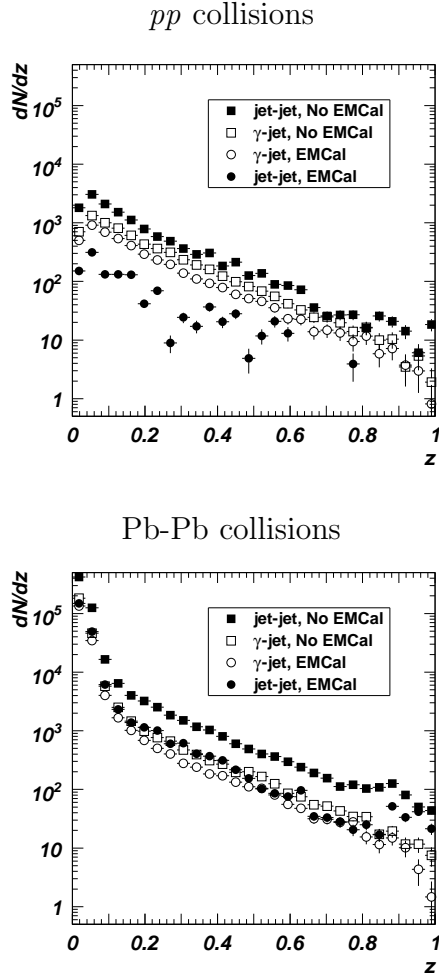 pp collisions
dN/dz
10^5
10^4
10^3
10^2
10
1
jet-jet, No EMCal
γ-jet, No EMCal
γ-jet, EMCal
jet-jet, EMCal
0 0.2 0.4 0.6 0.8 1
z
Pb-Pb collisions
dN/dz
10^5
10^4
10^3
10^2
10
1
jet-jet, No EMCal
γ-jet, No EMCal
γ-jet, EMCal
jet-jet, EMCal
0 0.2 0.4 0.6 0.8 1
z